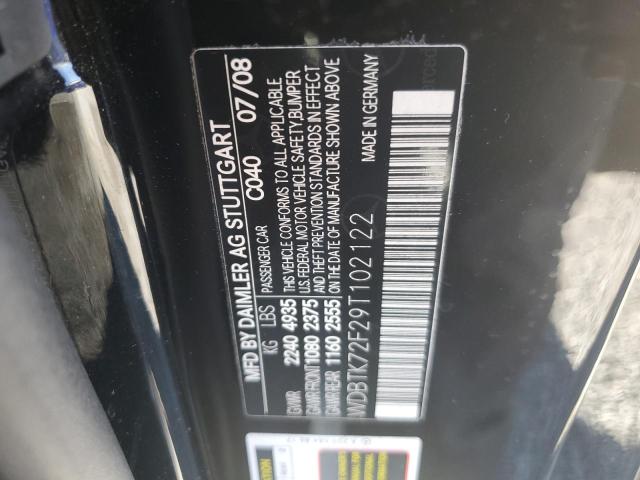 MFD BY DAIMLER AG STUTTGART
C040 07/08
KG LBS PASSENGER CAR
GVWR 2240 4935
GAWR FRONT 1080 2375
GAWR REAR 1160 2555
THIS VEHICLE CONFORMS TO ALL APPLICABLE
U.S. FEDERAL MOTOR VEHICLE SAFETY, BUMPER
AND THEFT PREVENTION STANDARDS IN EFFECT
ON THE DATE OF MANUFACTURE SHOWN ABOVE
WDBTK72F29T102122
MADE IN GERMANY